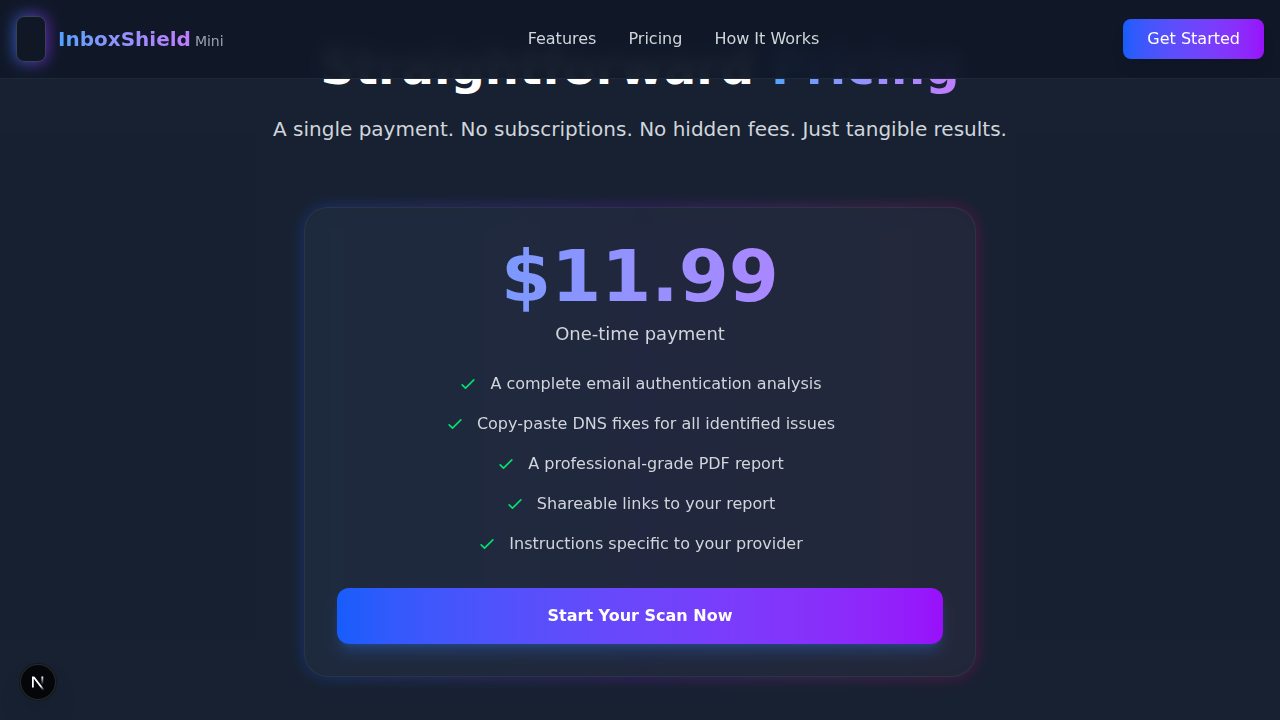 InboxShield Mini
Features
Pricing
How It Works
Get Started
Straightforward Pricing
A single payment. No subscriptions. No hidden fees. Just tangible results.
$11.99
One-time payment
A complete email authentication analysis
Copy-paste DNS fixes for all identified issues
A professional-grade PDF report
Shareable links to your report
Instructions specific to your provider
Start Your Scan Now
N